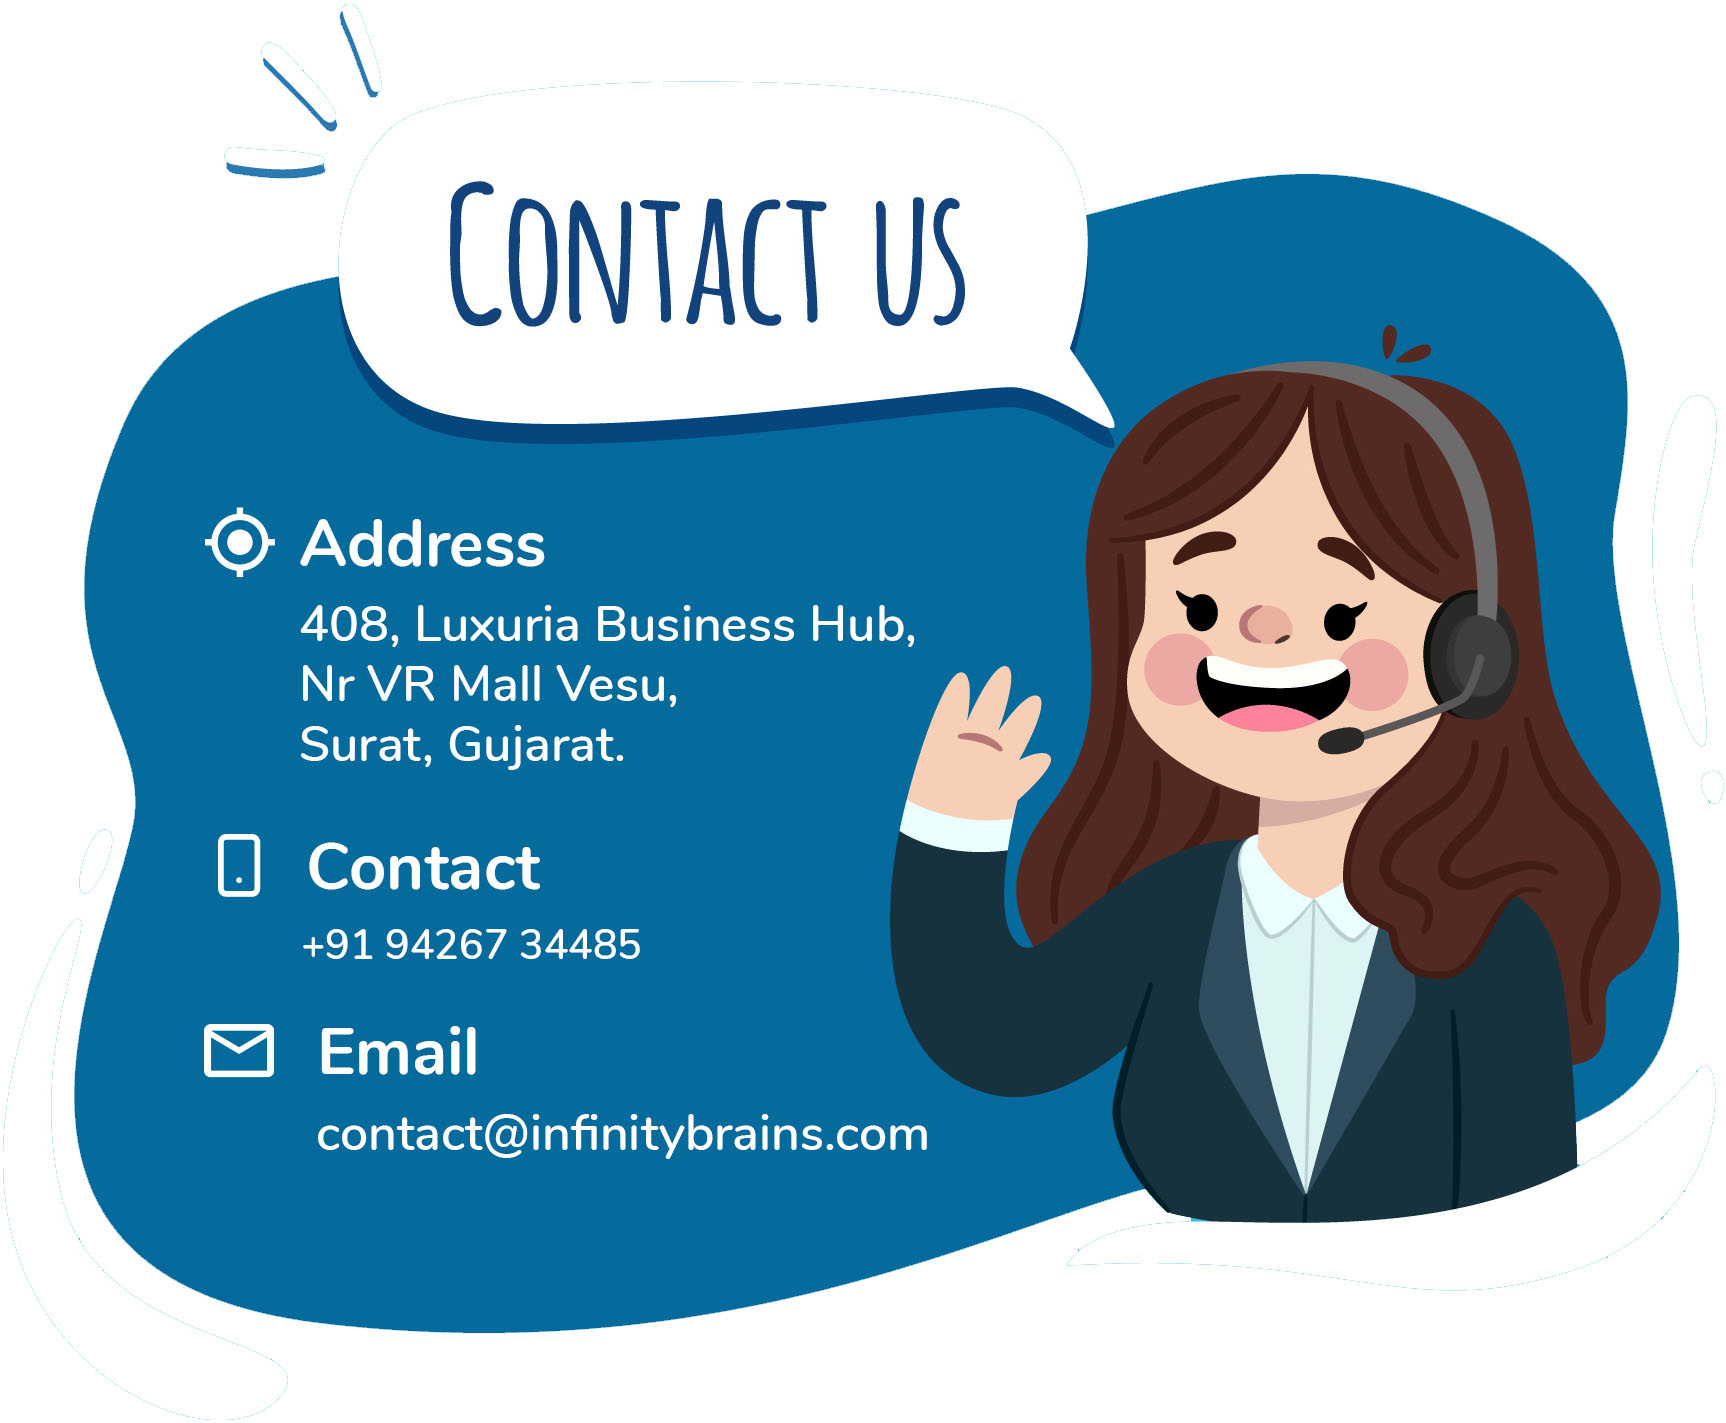 CONTACT US
Address
408, Luxuria Business Hub,
Nr VR Mall Vesu,
Surat, Gujarat.
Contact
+91 94267 34485
Email
contact@infinitybrains.com